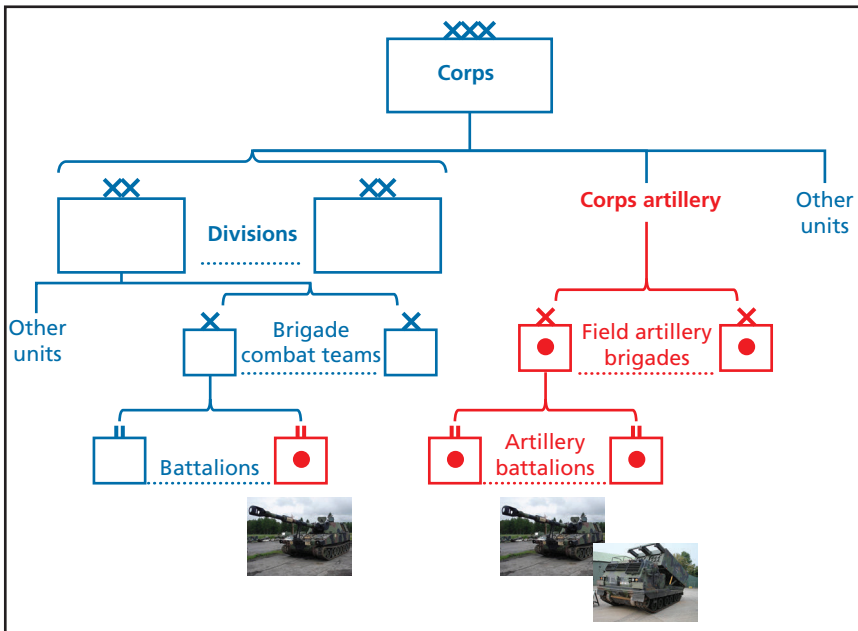 Corps
Corps artillery
Other
units
Divisions
Other
units
Brigade
combat teams
Field artillery
brigades
Battalions
Artillery
battalions